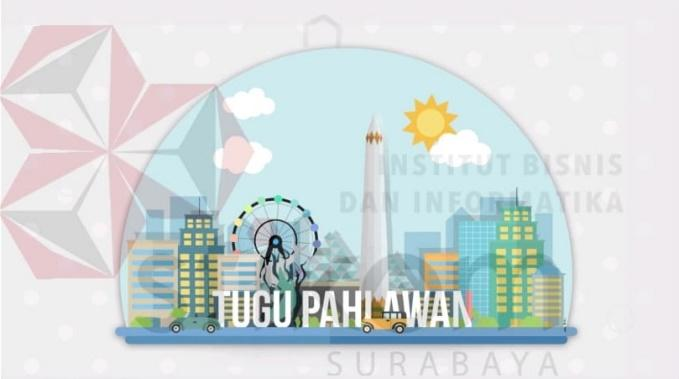 INSTITUT BISNIS
DAN INFORMATIKA
TUGU PAHLAWAN
SURABAYA